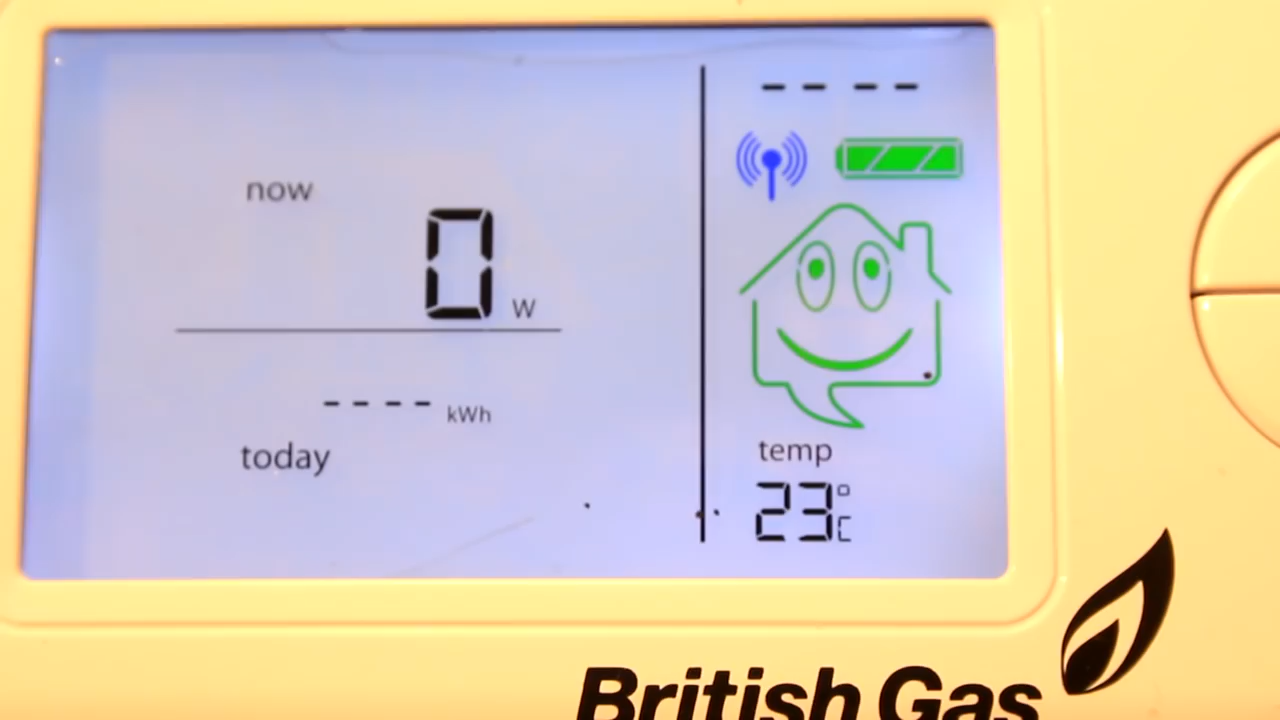 now
0 W
---- kWh
today
-- --
temp
23°C
British Gas